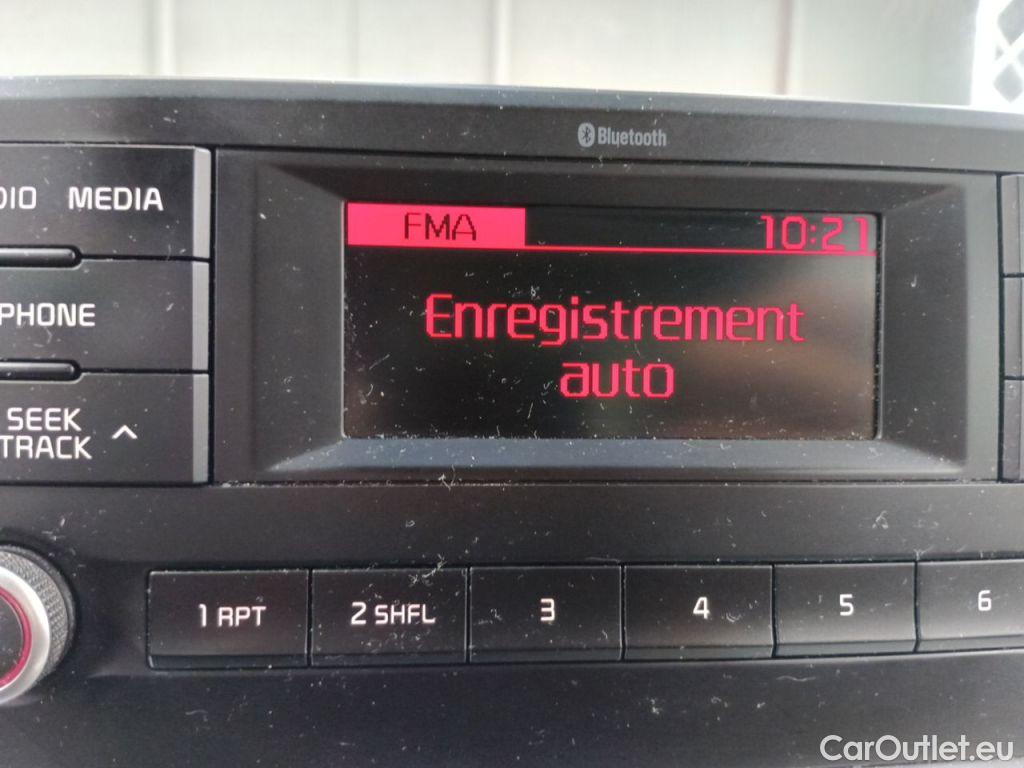 Bluetooth
DIO MEDIA
FMA 10:21
Enregistrement
auto
PHONE
SEEK
TRACK
1 RPT 2 SHFL 3 4 5 6
CarOutlet.eu